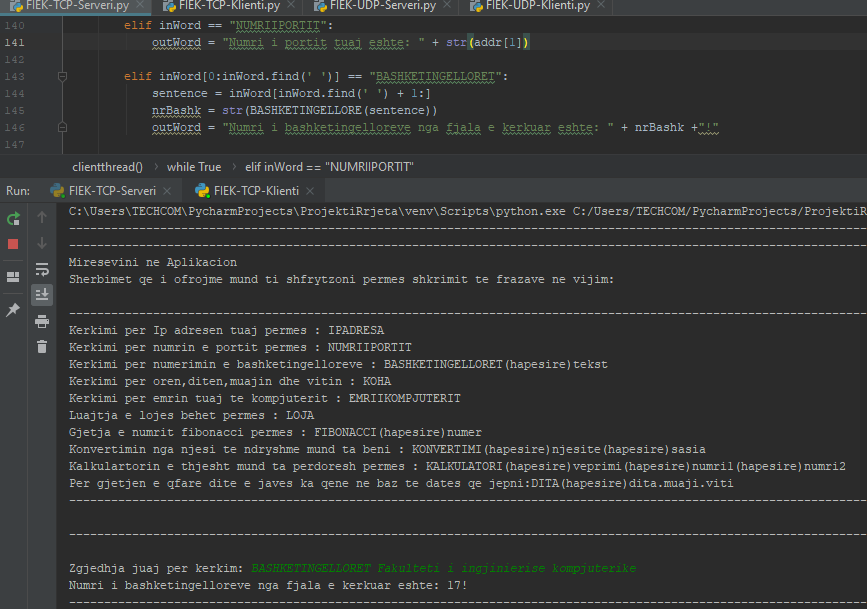 FIEK-TCP-Serveri.py FIEK-TCP-Klienti.py FIEK-UDP-Serveri.py FIEK-UDP-Klienti.py
140 elif inWord == "NUMRIIPORTIT":
141 outWord = "Numri i portit tuaj eshte: " + str(addr[1])
142
143 elif inWord[0:inWord.find(' ')] == "BASHKETINGELLORET":
144 sentence = inWord[inWord.find(' ') + 1:]
145 nrBashk = str(BASHKETINGELLORE(sentence))
146 outWord = "Numri i bashketingelloreve nga fjala e kerkuar eshte: " + nrBashk +"!"
147
clientthread() > while True > elif inWord == "NUMRIIPORTIT"
Run: FIEK-TCP-Serveri FIEK-TCP-Klienti
C:\Users\TECHCOM\PycharmProjects\ProjektiRrjeta\venv\Scripts\python.exe C:/Users/TECHCOM/PycharmProjects/ProjektiR
Miresevini ne Aplikacion
Sherbimet qe i ofrojme mund ti shfrytzoni permes shkrimit te frazave ne vijim:
Kerkimi per Ip adresen tuaj permes : IPADRESA
Kerkimi per numrin e portit permes : NUMRIIPORTIT
Kerkimi per numerimin e bashketingelloreve : BASHKETINGELLORET(hapesire)tekst
Kerkimi per oren,diten,muajin dhe vitin : KOHA
Kerkimi per emrin tuaj te kompjuterit : EMRIIKOMPJUTERIT
Luajtja e lojes behet permes : LOJA
Gjetja e numrit fibonacci permes : FIBONACCI(hapesire)numer
Konvertimin nga njesi te ndryshme mund ta beni : KONVERTIMI(hapesire)njesite(hapesire)sasia
Kalkulartorin e thjesht mund ta perdoresh permes : KALKULATORI(hapesire)veprimi(hapesire)numri1(hapesire)numri2
Per gjetjen e qfare dite e javes ka qene ne baz te dates qe jepni:DITA(hapesire)dita.muaji.viti
Zgjedhja juaj per kerkim: BASHKETINGELLORET Fakulteti i ingjinierise kompjuterike
Numri i bashketingelloreve nga fjala e kerkuar eshte: 17!